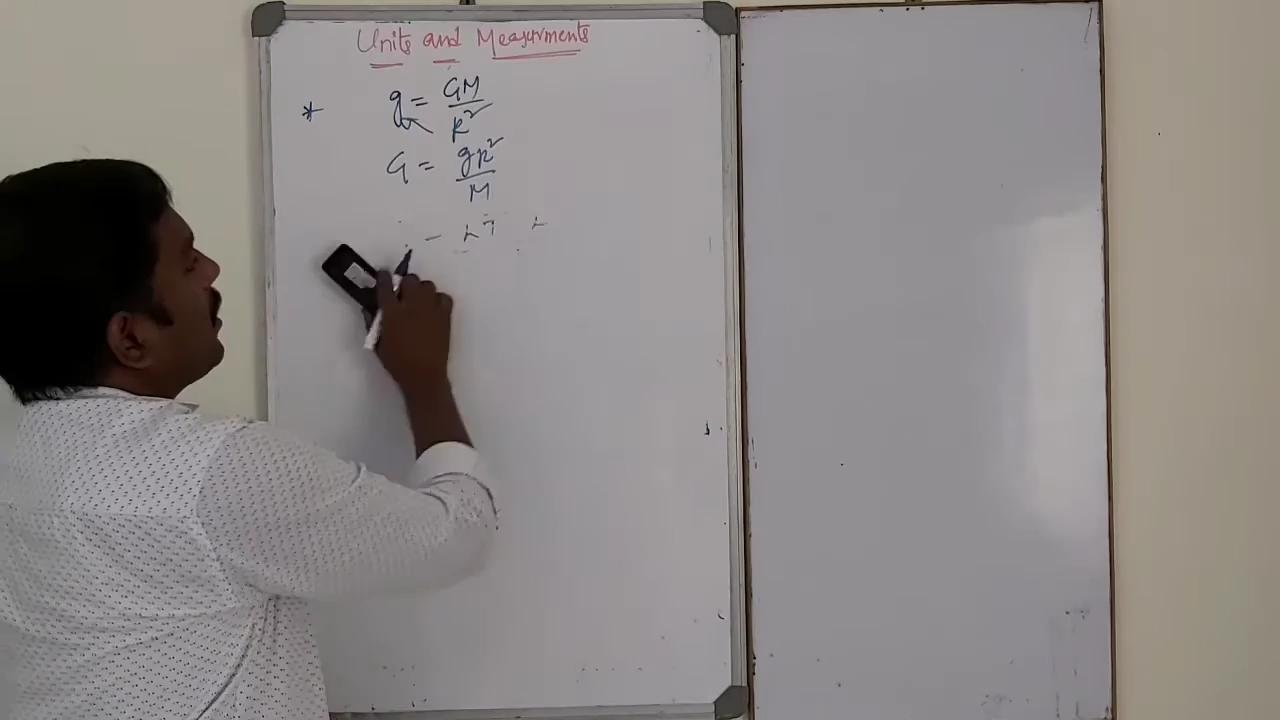 Units and Measurments
* g = GM/R²
G = gR²/M